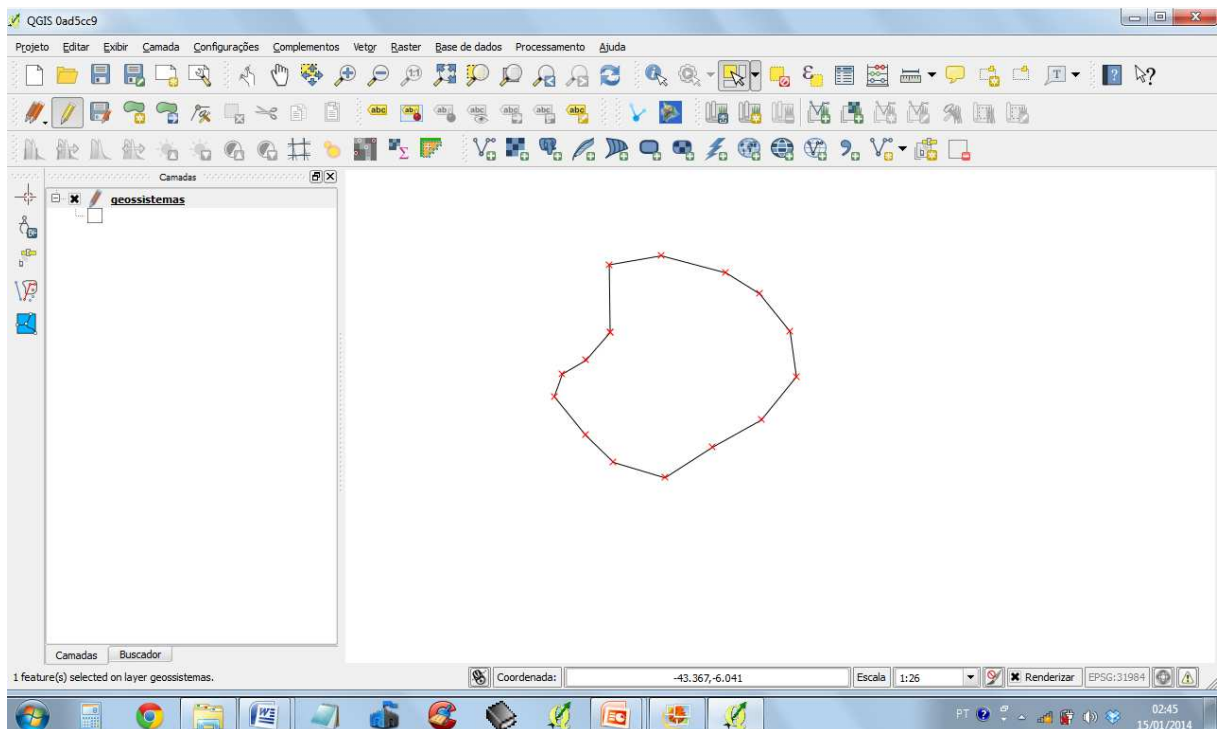 QGIS 0ad5cc9
Projeto Editar Exibir Camada Configurações Complementos Vetor Raster Base de dados Processamento Ajuda
Camadas
geossistemas
Camadas Buscador
1 feature(s) selected on layer geossistemas.
Coordenada: -43.367,-6.041 Escala 1:26 Renderizar EPSG:31984
PT 02:45
15/01/2014